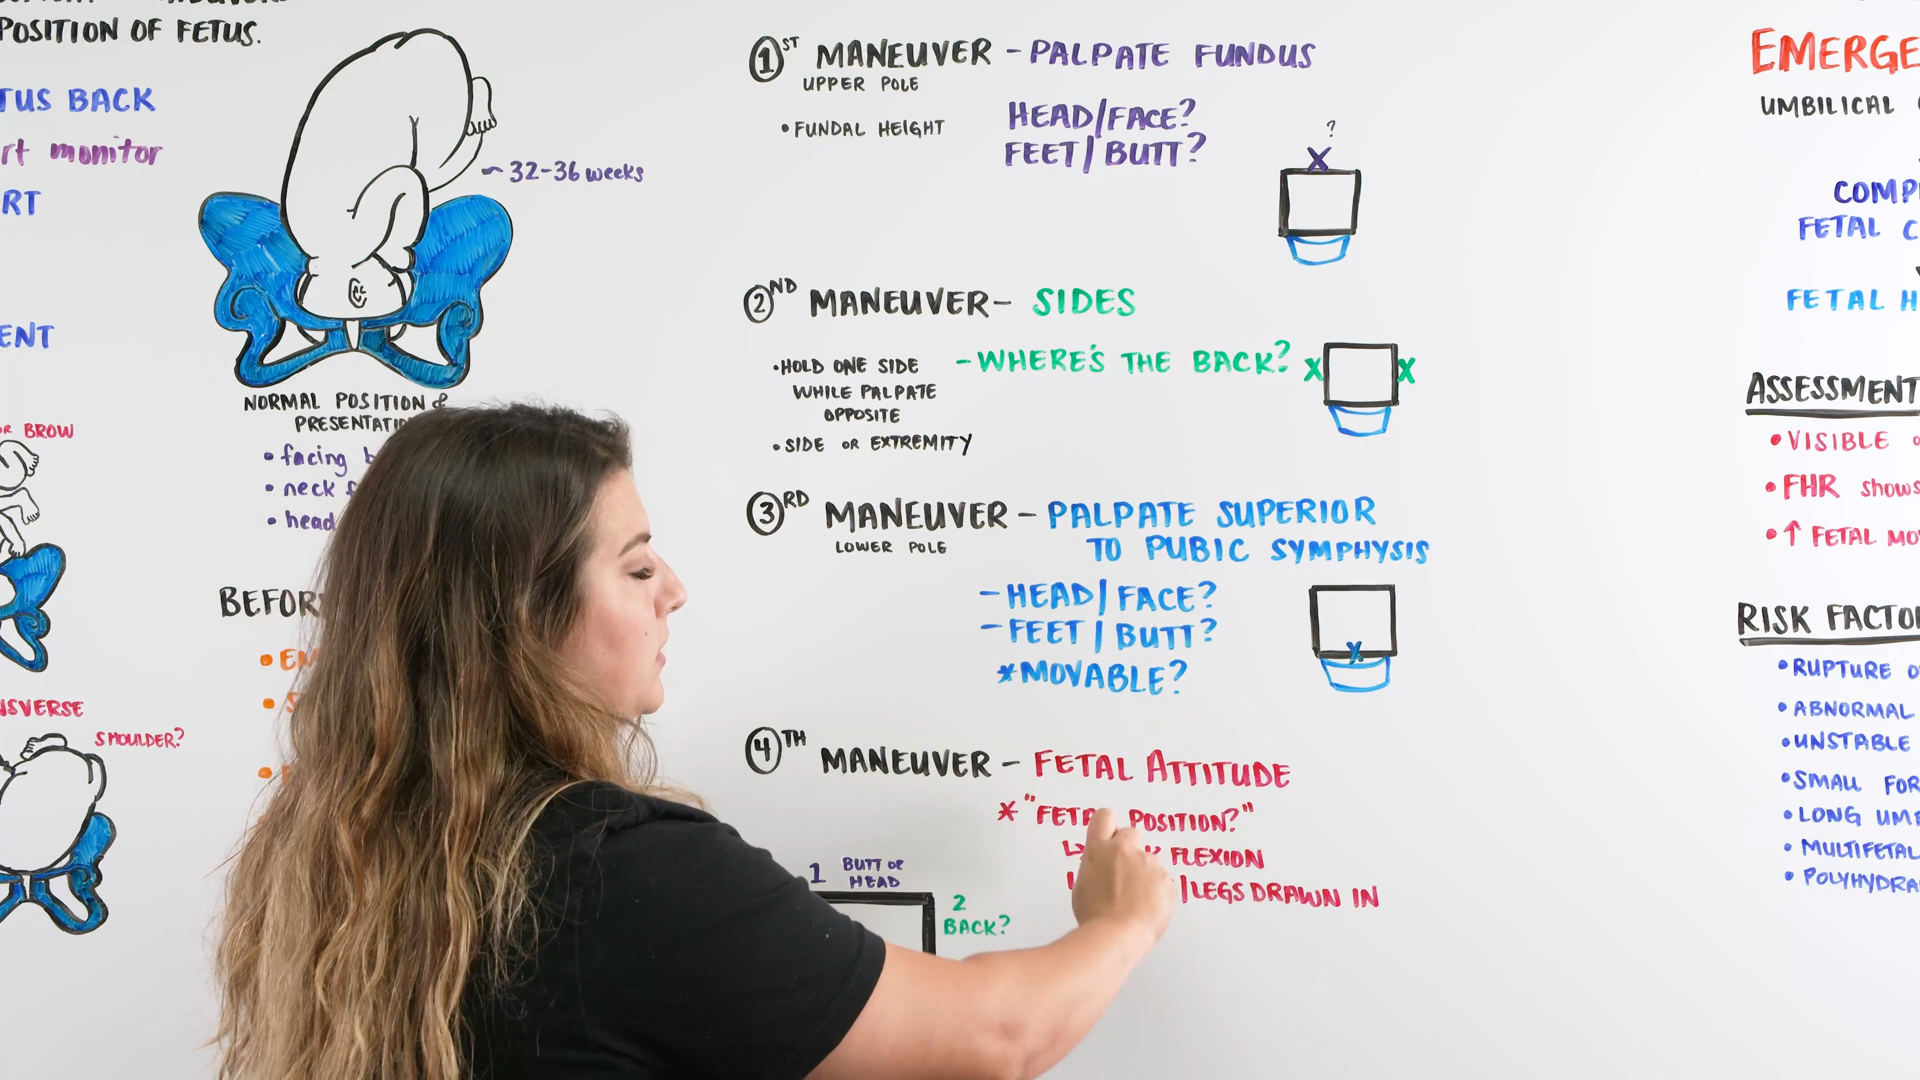 POSITION OF FETUS.
TUS BACK
rt monitor
RT
ENT
OR BROW
NSVERSE
SHOULDER?
~ 32-36 weeks
NORMAL POSITION &
• facing
• neck
• head
1ST MANEUVER - PALPATE FUNDUS
UPPER POLE
• FUNDAL HEIGHT
HEAD/FACE?
FEET/BUTT?
?
X
2ND MANEUVER - SIDES
• HOLD ONE SIDE
WHILE PALPATE
OPPOSITE
• SIDE OR EXTREMITY
- WHERE'S THE BACK?
X X
3RD MANEUVER - PALPATE SUPERIOR
TO PUBIC SYMPHYSIS
LOWER POLE
- HEAD/FACE?
- FEET/BUTT?
* MOVABLE?
X
4TH MANEUVER - FETAL ATTITUDE
* "FETA POSITION?"
FLEXION
/LEGS DRAWN IN
1 BUTT OR
HEAD
2
BACK?
EMERGE
UMBILICAL
COMP
FETAL C
FETAL H
ASSESSMENT
• VISIBLE
• FHR shows
• ↑ FETAL MO
RISK FACTO
• RUPTURE O
• ABNORMAL
• UNSTABLE
• SMALL FOR
• LONG UMB
• MULTIFETAL
• POLYHYDRA